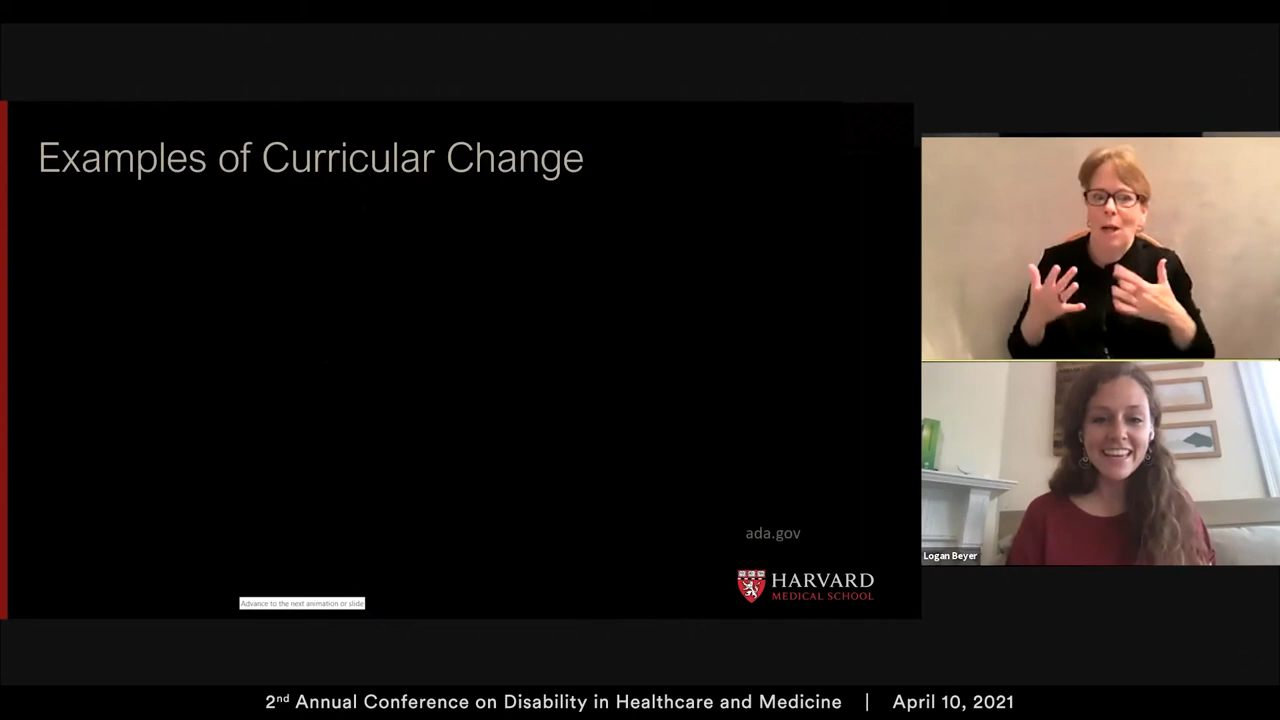 Examples of Curricular Change
ada.gov
HARVARD
MEDICAL SCHOOL
Advance to the next animation or slide
Logan Beyer
2nd Annual Conference on Disability in Healthcare and Medicine | April 10, 2021